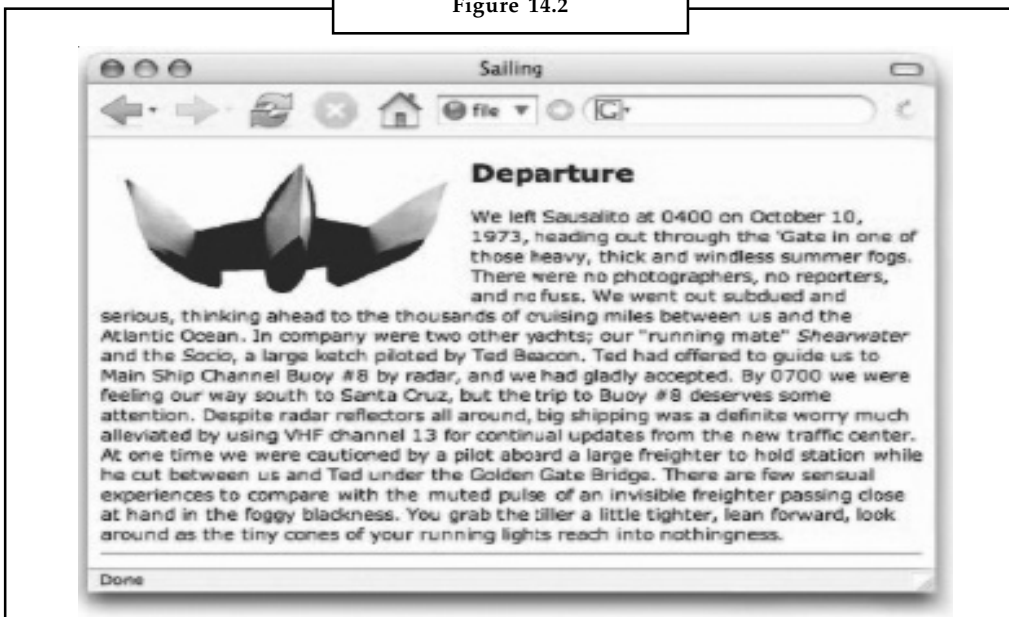 Figure 14.2
Sailing
file
G
Departure
We left Sausalito at 0400 on October 10,
1973, heading out through the 'Gate in one of
those heavy, thick and windless summer fogs.
There were no photographers, no reporters,
and no fuss. We went out subdued and
serious, thinking ahead to the thousands of cruising miles between us and the
Atlantic Ocean. In company were two other yachts; our "running mate" Shearwater
and the Socio, a large ketch piloted by Ted Beacon. Ted had offered to guide us to
Main Ship Channel Buoy #8 by radar, and we had gladly accepted. By 0700 we were
feeling our way south to Santa Cruz, but the trip to Buoy #8 deserves some
attention. Despite radar reflectors all around, big shipping was a definite worry much
alleviated by using VHF channel 13 for continual updates from the new traffic center.
At one time we were cautioned by a pilot aboard a large freighter to hold station while
he cut between us and Ted under the Golden Gate Bridge. There are few sensual
experiences to compare with the muted pulse of an invisible freighter passing close
at hand in the foggy blackness. You grab the tiller a little tighter, lean forward, look
around as the tiny cones of your running lights reach into nothingness.
Done